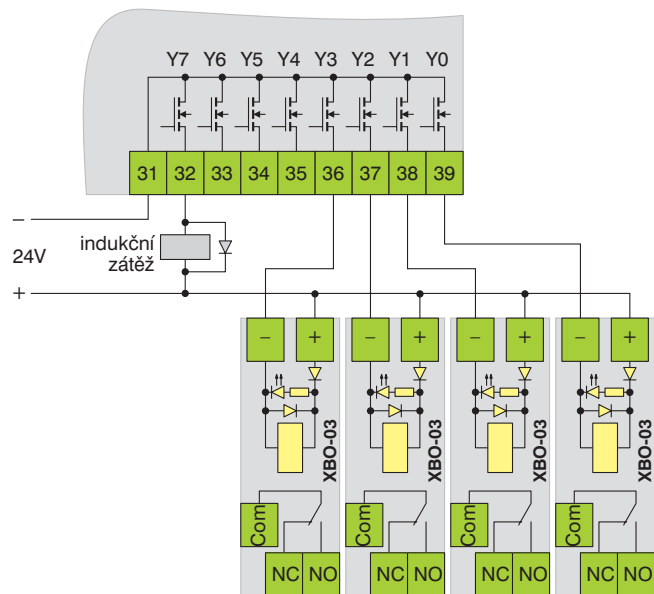 Y7 Y6 Y5 Y4 Y3 Y2 Y1 Y0
31 32 33 34 35 36 37 38 39
–
24V
+
indukční
zátěž
– + – + – + – +
XBO-03 XBO-03 XBO-03 XBO-03
Com Com Com Com
NC NO NC NO NC NO NC NO